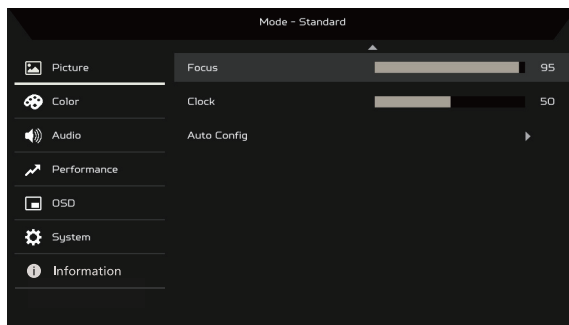 Mode - Standard
Picture
Focus 95
Color
Clock 50
Audio
Auto Config
Performance
OSD
System
Information